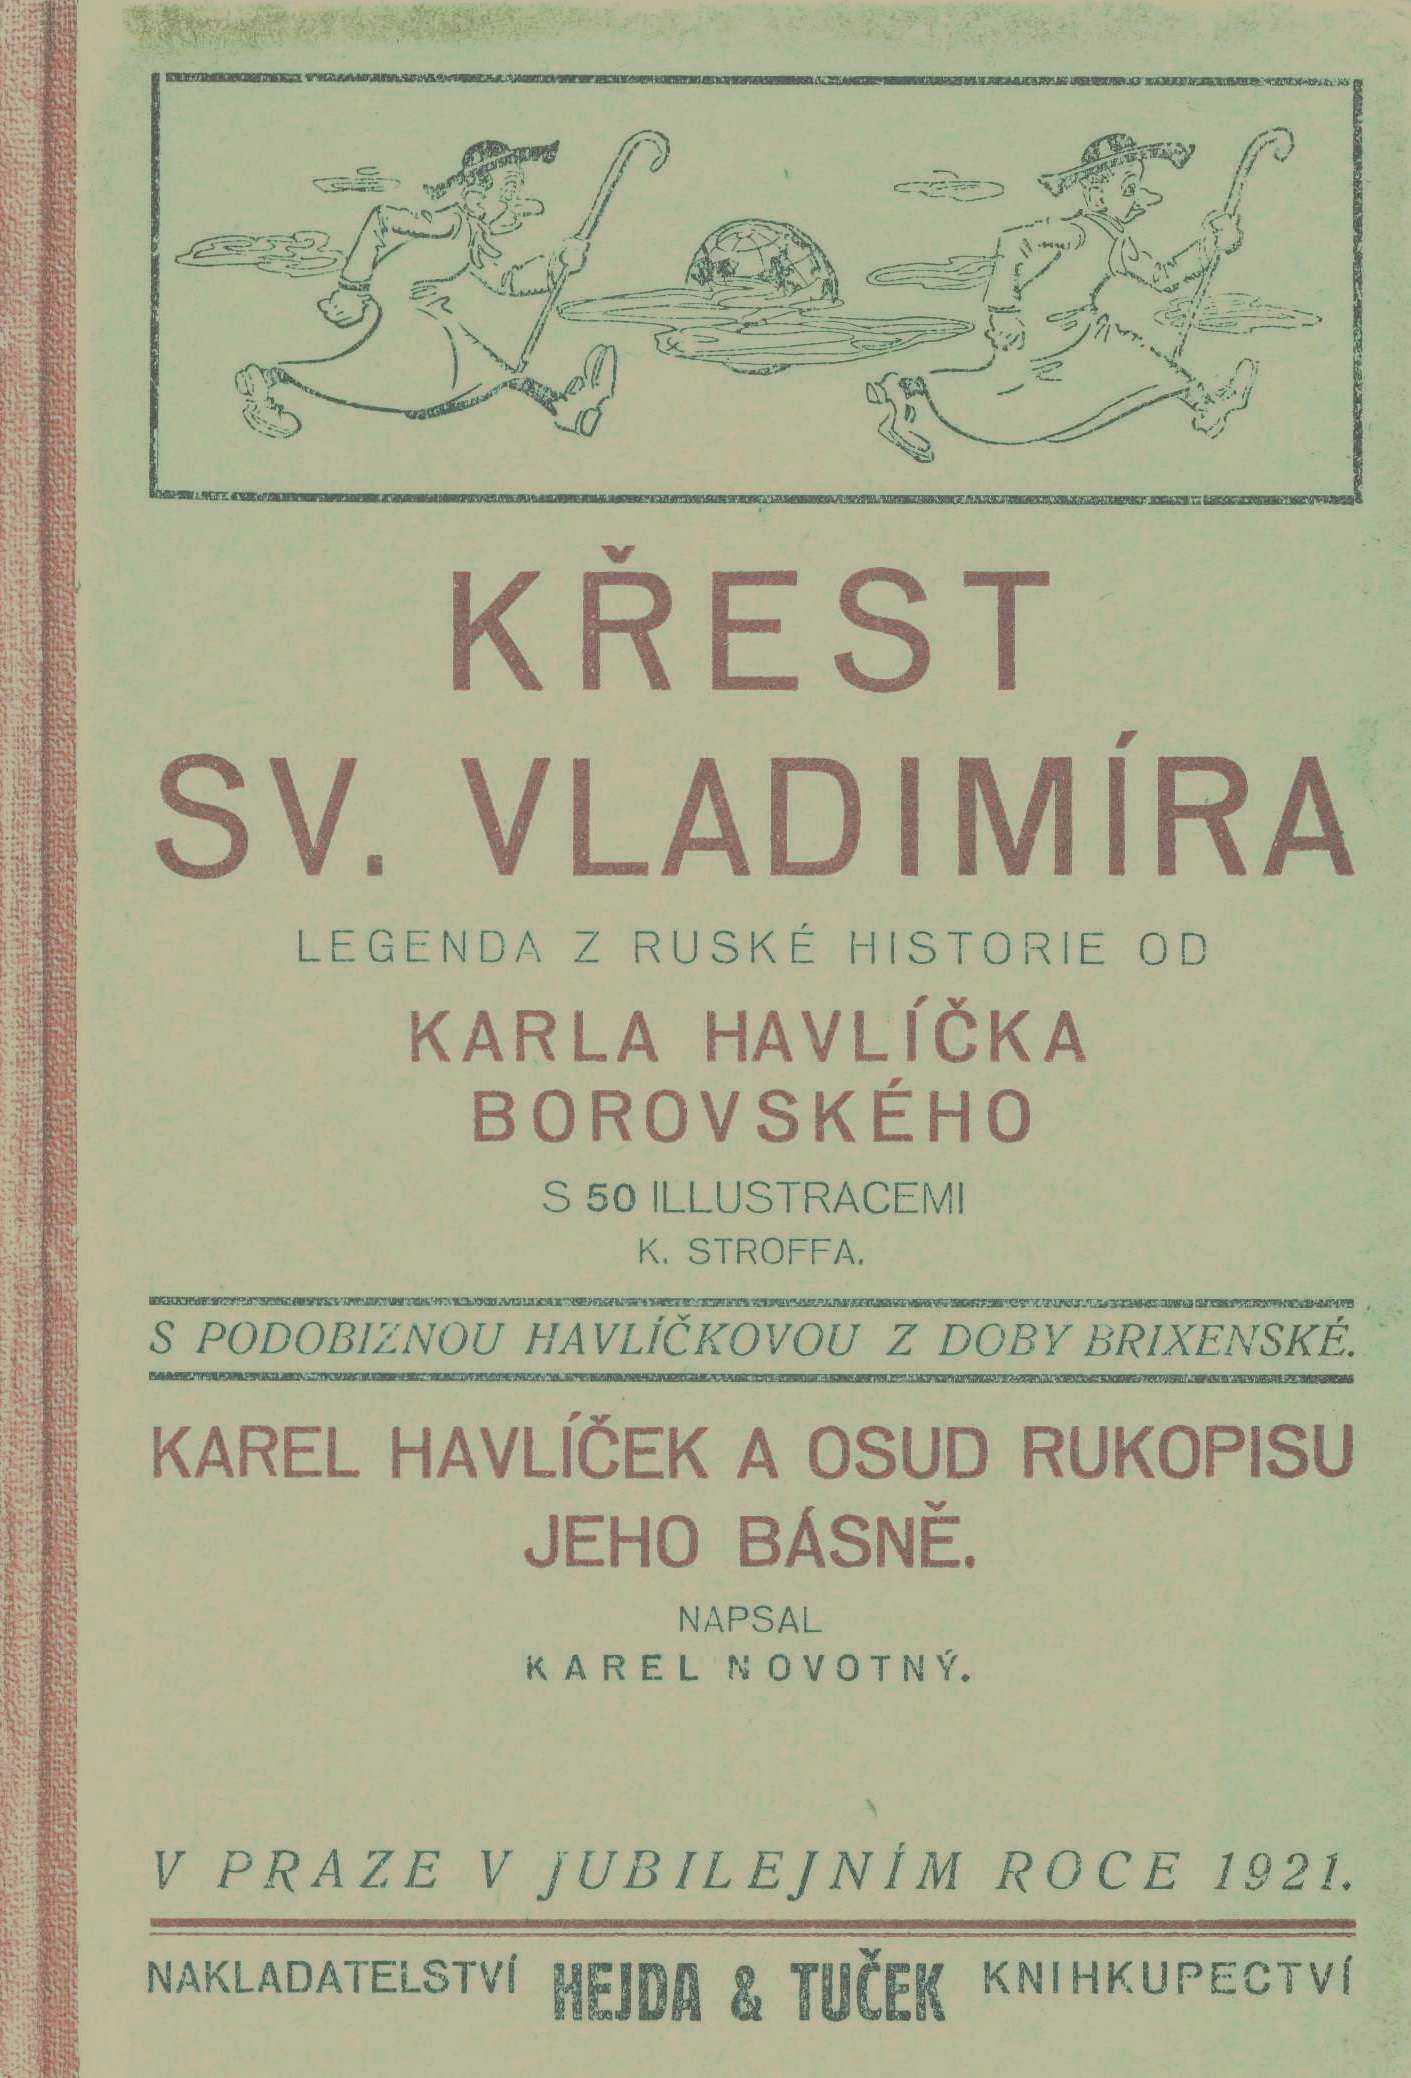 KŘEST
SV. VLADIMÍRA
LEGENDA Z RUSKÉ HISTORIE OD
KARLA HAVLÍČKA
BOROVSKÉHO
S 50 ILLUSTRACEMI
K. STROFFA.
S PODOBIZNOU HAVLÍČKOVOU Z DOBY BRIXENSKÉ.
KAREL HAVLÍČEK A OSUD RUKOPISU
JEHO BÁSNĚ.
NAPSAL
KAREL NOVOTNÝ.
V PRAZE V JUBILEJNÍM ROCE 1921.
NAKLADATELSTVÍ HEJDA & TUČEK KNIHKUPECTVÍ